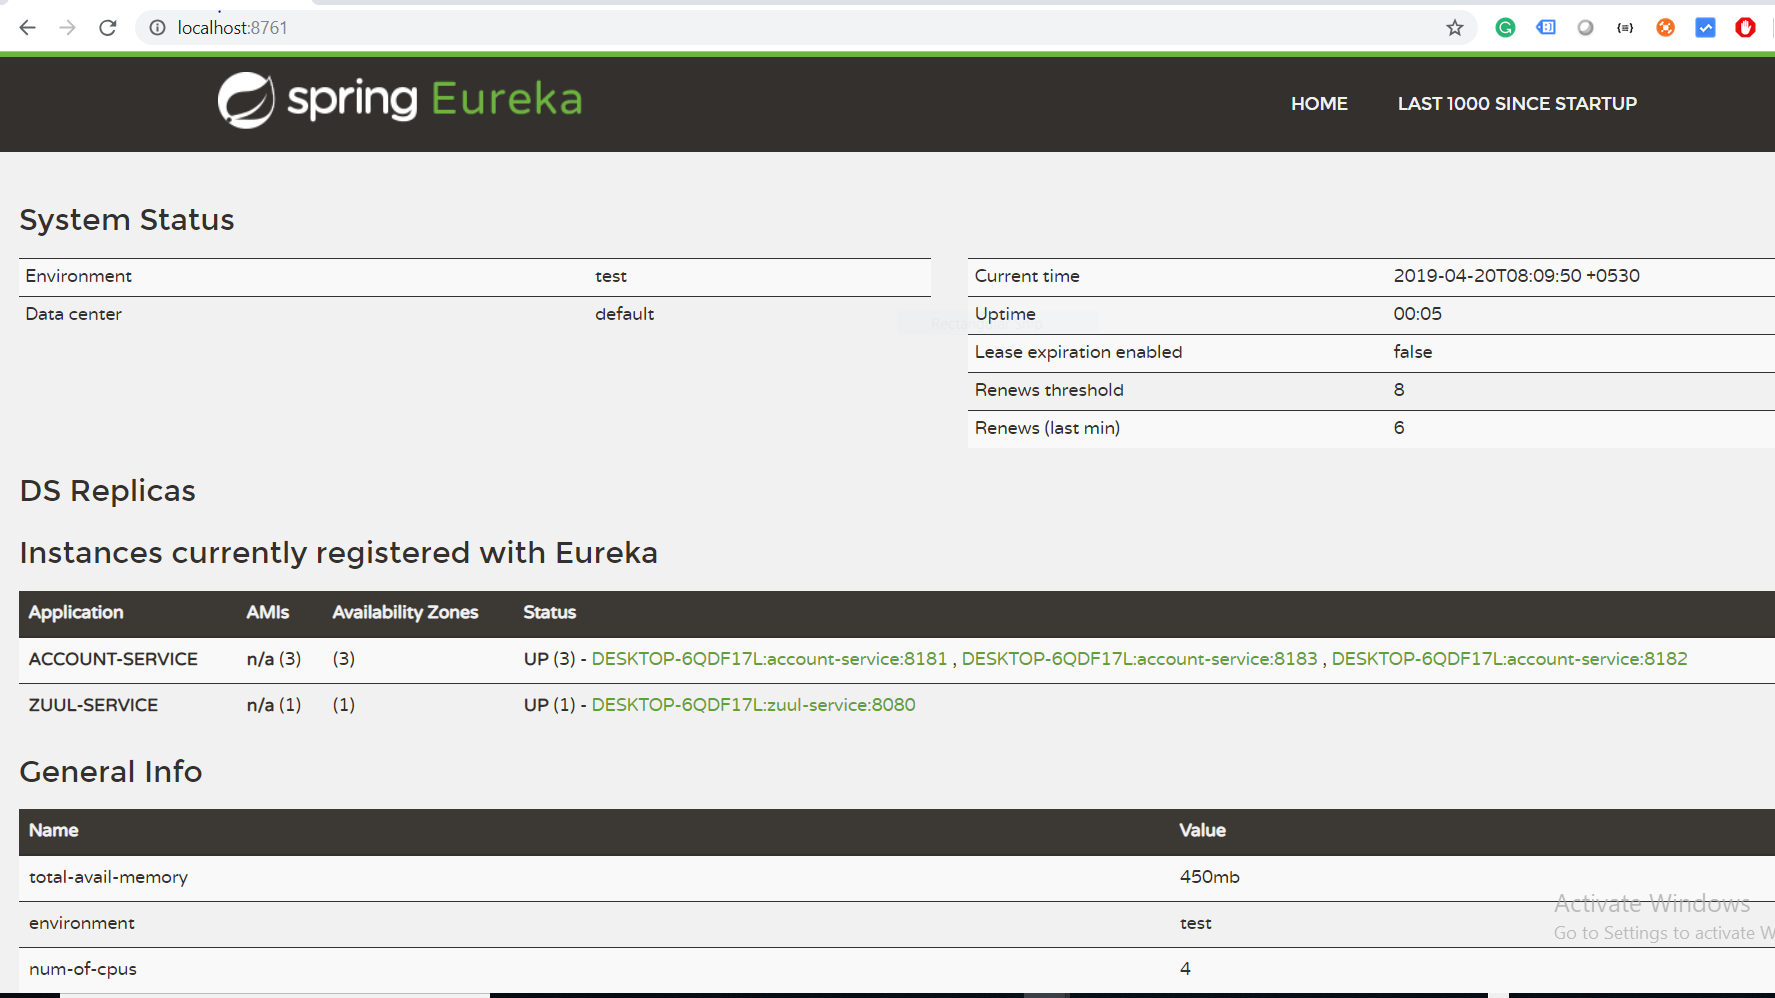 localhost:8761
spring Eureka
HOME LAST 1000 SINCE STARTUP
System Status
Environment test
Data center default
Current time 2019-04-20T08:09:50 +0530
Uptime 00:05
Lease expiration enabled false
Renews threshold 8
Renews (last min) 6
DS Replicas
Instances currently registered with Eureka
Application AMIs Availability Zones Status
ACCOUNT-SERVICE n/a (3) (3) UP (3) - DESKTOP-6QDF17L:account-service:8181 , DESKTOP-6QDF17L:account-service:8183 , DESKTOP-6QDF17L:account-service:8182
ZUUL-SERVICE n/a (1) (1) UP (1) - DESKTOP-6QDF17L:zuul-service:8080
General Info
Name Value
total-avail-memory 450mb
environment test
num-of-cpus 4
Activate Windows
Go to Settings to activate W